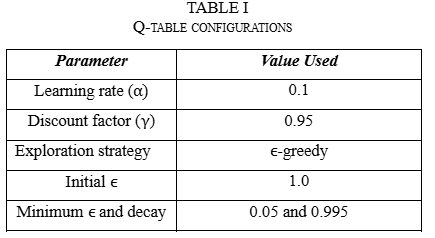 TABLE I
Q-TABLE CONFIGURATIONS
Parameter Value Used
Learning rate (α) 0.1
Discount factor (γ) 0.95
Exploration strategy ϵ-greedy
Initial ϵ 1.0
Minimum ϵ and decay 0.05 and 0.995